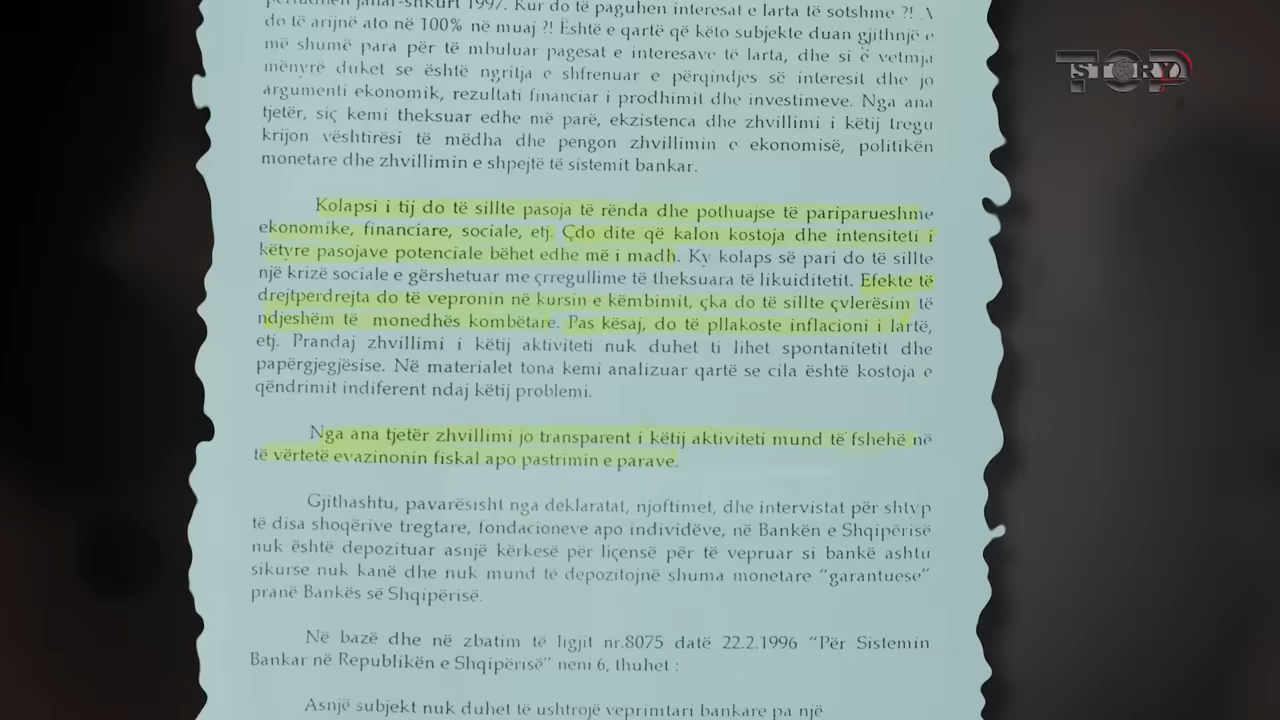 TOP STORY
periudhën janar-shkurt 1997. Kur do të paguhen interesat e larta të sotshme ?! A
do të arijnë ato në 100% në muaj ?! Është e qartë që këto subjekte duan gjithnjë e
më shumë para për të mbuluar pagesat e interesave të larta, dhe si e vetmja
mënyrë duket se është ngritja e shfrenuar e përqindjes së interesit dhe jo
argumenti ekonomik, rezultati financiar i prodhimit dhe investimeve. Nga ana
tjetër, siç kemi theksuar edhe më parë, ekzistenca dhe zhvillimi i këtij tregu
krijon vështirësi të mëdha dhe pengon zhvillimin e ekonomisë, politikën
monetare dhe zhvillimin e shpejtë të sistemit bankar.
Kolapsi i tij do të sillte pasoja të rënda dhe pothuajse të pariparueshme
ekonomike, financiare, sociale, etj. Çdo dite që kalon kostoja dhe intensiteti i
këtyre pasojave potenciale bëhet edhe më i madh. Ky kolaps së pari do të sillte
një krizë sociale e gërshetuar me çrregullime të theksuara të likuiditetit. Efekte të
drejtperdrejta do të vepronin në kursin e këmbimit, çka do të sillte çvlerësim të
ndjeshëm të monedhës kombëtare. Pas kësaj, do të pllakoste inflacioni i lartë,
etj. Prandaj zhvillimi i këtij aktiviteti nuk duhet ti lihet spontanitetit dhe
papërgjegjësise. Në materialet tona kemi analizuar qartë se cila është kostoja e
qëndrimit indiferent ndaj këtij problemi.
Nga ana tjetër zhvillimi jo transparent i këtij aktiviteti mund të fshehë në
të vërtetë evazinonin fiskal apo pastrimin e parave.
Gjithashtu, pavarësisht nga deklaratat, njoftimet, dhe intervistat për shtyp
të disa shoqërive tregtare, fondacioneve apo individëve, në Bankën e Shqipërisë
nuk është depozituar asnjë kërkesë për liçensë për të vepruar si bankë ashtu
sikurse nuk kanë dhe nuk mund të depozitojnë shuma monetare “garantuese”
pranë Bankës së Shqipërisë.
Në bazë dhe në zbatim të ligjit nr.8075 datë 22.2.1996 “Për Sistemin
Bankar në Republikën e Shqipërisë” neni 6, thuhet :
Asnjë subjekt nuk duhet të ushtrojë veprimtari bankare pa një